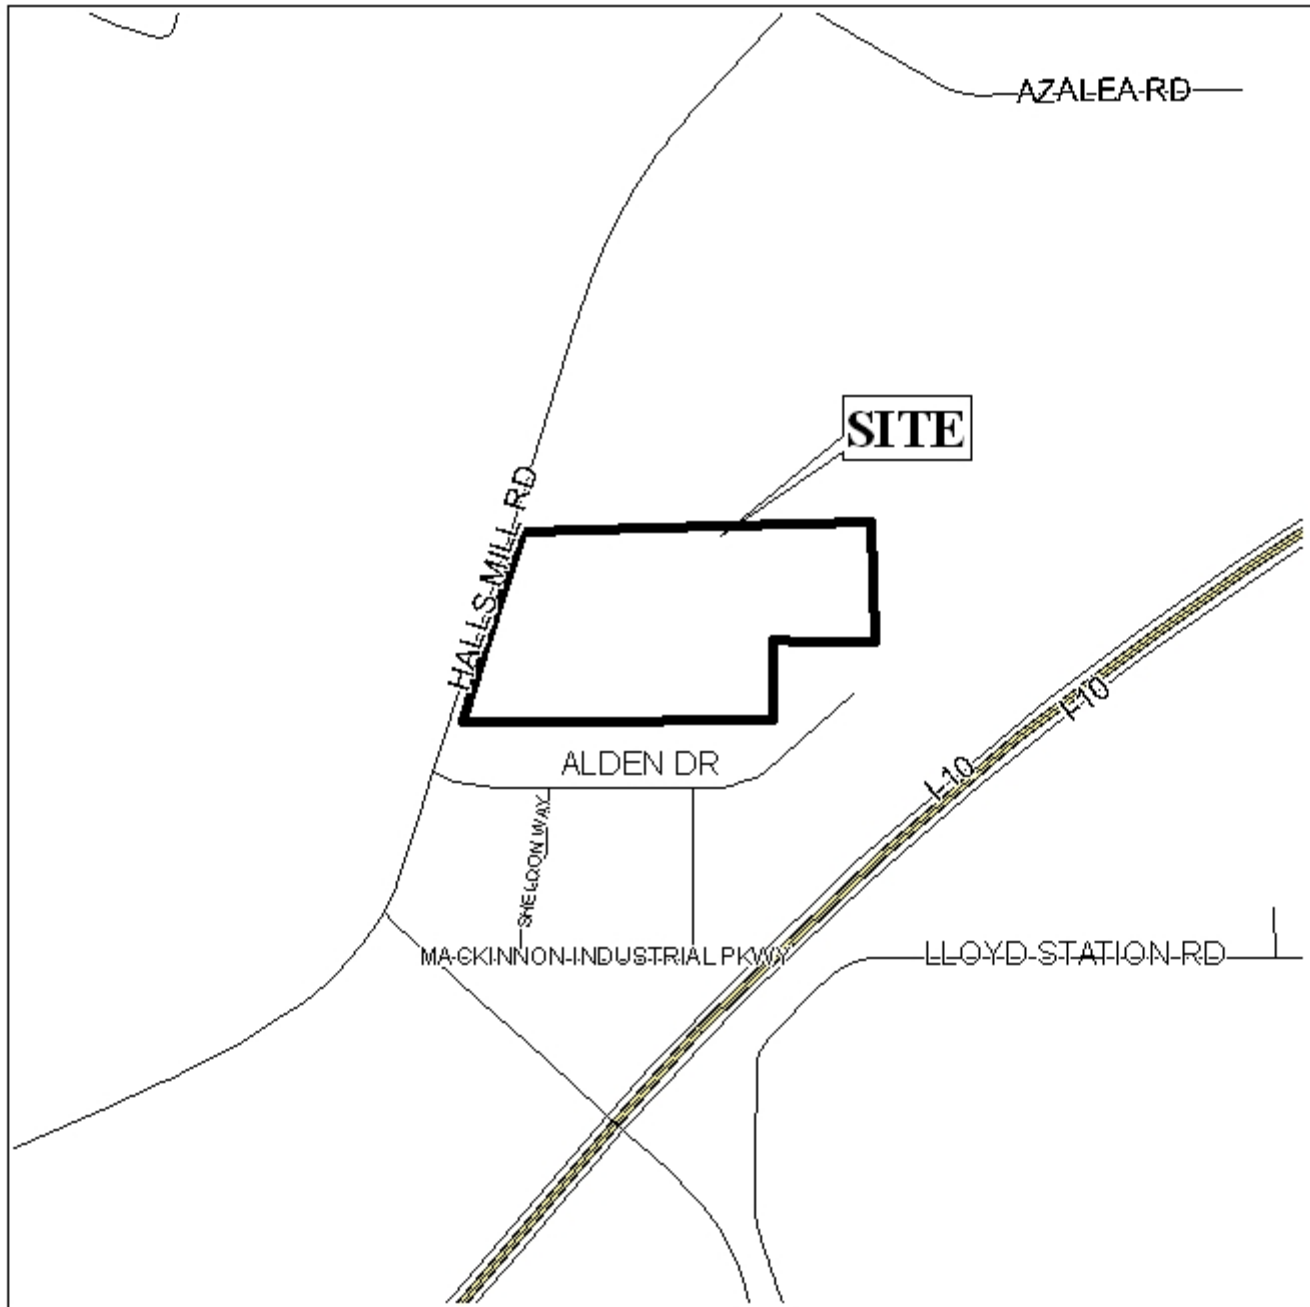 AZALEA RD
SITE
HALLS MILL RD
I-10
ALDEN DR
I-10
SHELDON WAY
MACKINNON INDUSTRIAL PKWY
LLOYD STATION RD